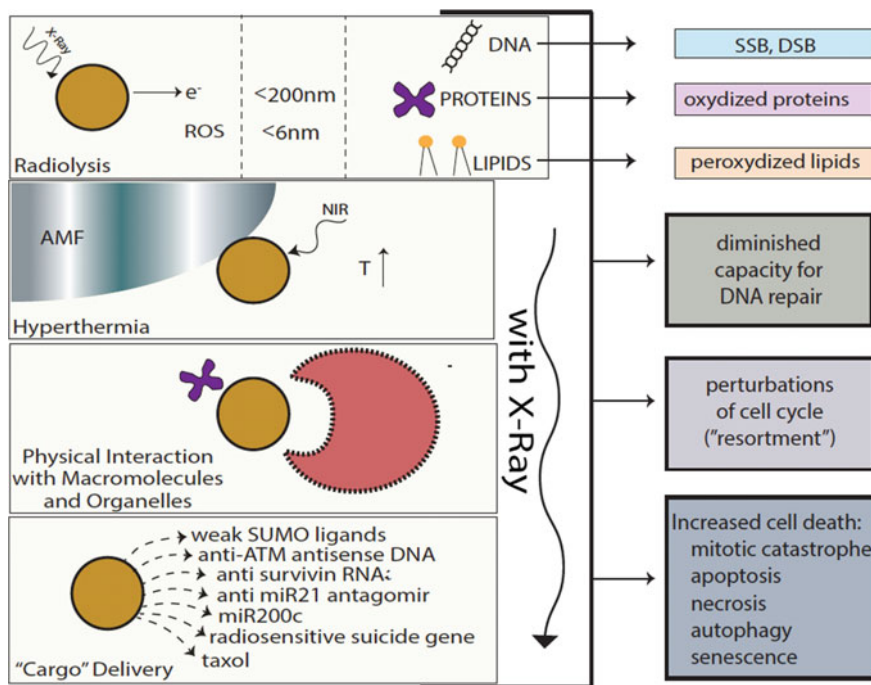 X-Ray
e-
<200nm
ROS
<6nm
DNA
PROTEINS
LIPIDS
Radiolysis
SSB, DSB
oxydized proteins
peroxydized lipids
AMF
NIR
T
Hyperthermia
with X-Ray
diminished
capacity for
DNA repair
Physical Interaction
with Macromolecules
and Organelles
perturbations
of cell cycle
("resortment")
weak SUMO ligands
anti-ATM antisense DNA
anti survivin RNA:
anti miR21 antagomir
miR200c
radiosensitive suicide gene
taxol
"Cargo" Delivery
Increased cell death:
mitotic catastrophe
apoptosis
necrosis
autophagy
senescence